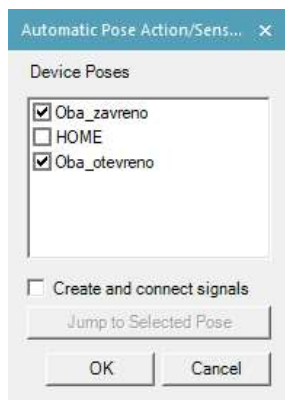 Automatic Pose Action/Sens...
Device Poses
Oba_zavreno
HOME
Oba_otevreno
Create and connect signals
Jump to Selected Pose
OK Cancel